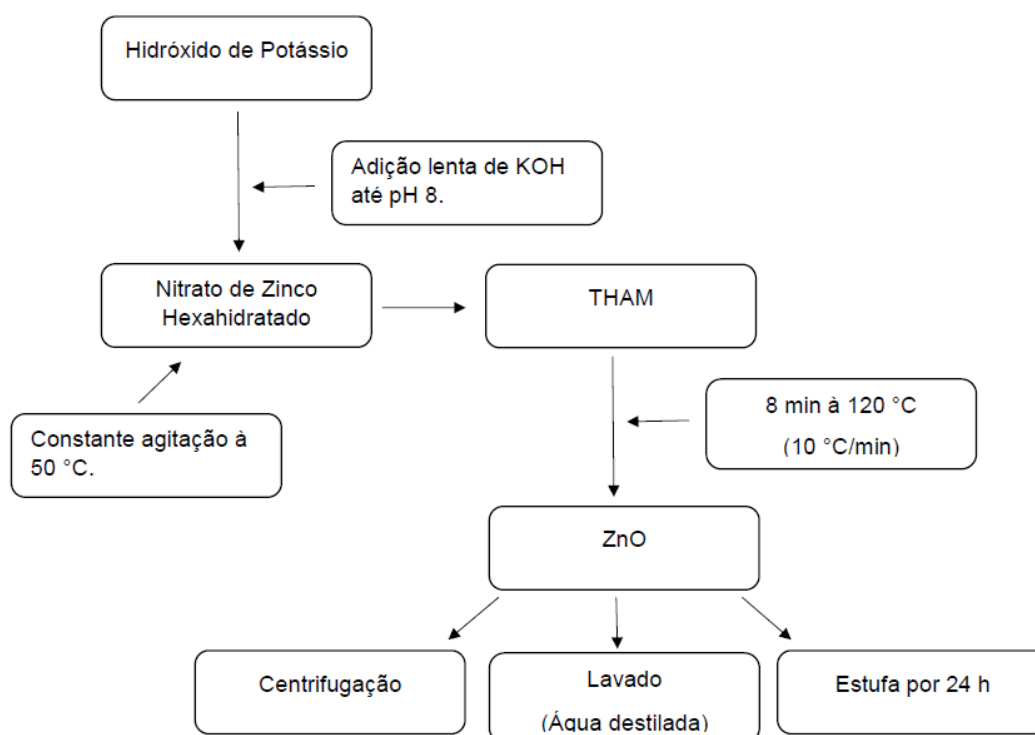 Hidróxido de Potássio
Adição lenta de KOH
até pH 8.
Nitrato de Zinco
Hexahidratado
THAM
Constante agitação à
50 °C.
8 min à 120 °C
(10 °C/min)
ZnO
Centrifugação
Lavado
(Água destilada)
Estufa por 24 h